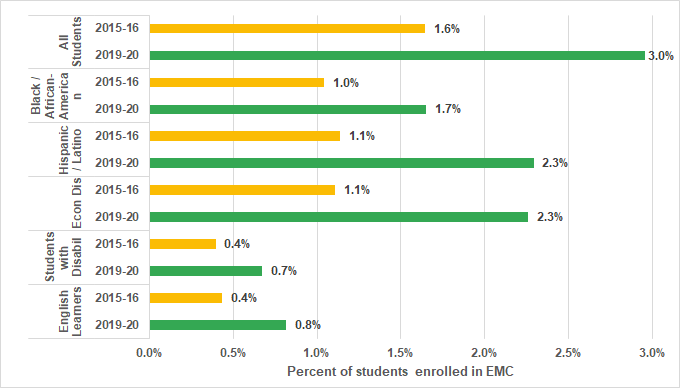 All
Students
2015-16
1.6%
2019-20
3.0%
Black /
African-
America
n
2015-16
1.0%
2019-20
1.7%
Hispanic
/ Latino
2015-16
1.1%
2019-20
2.3%
Econ Dis
2015-16
1.1%
2019-20
2.3%
Students
with
Disabil
2015-16
0.4%
2019-20
0.7%
English
Learners
2015-16
0.4%
2019-20
0.8%
0.0% 0.5% 1.0% 1.5% 2.0% 2.5% 3.0%
Percent of students enrolled in EMC